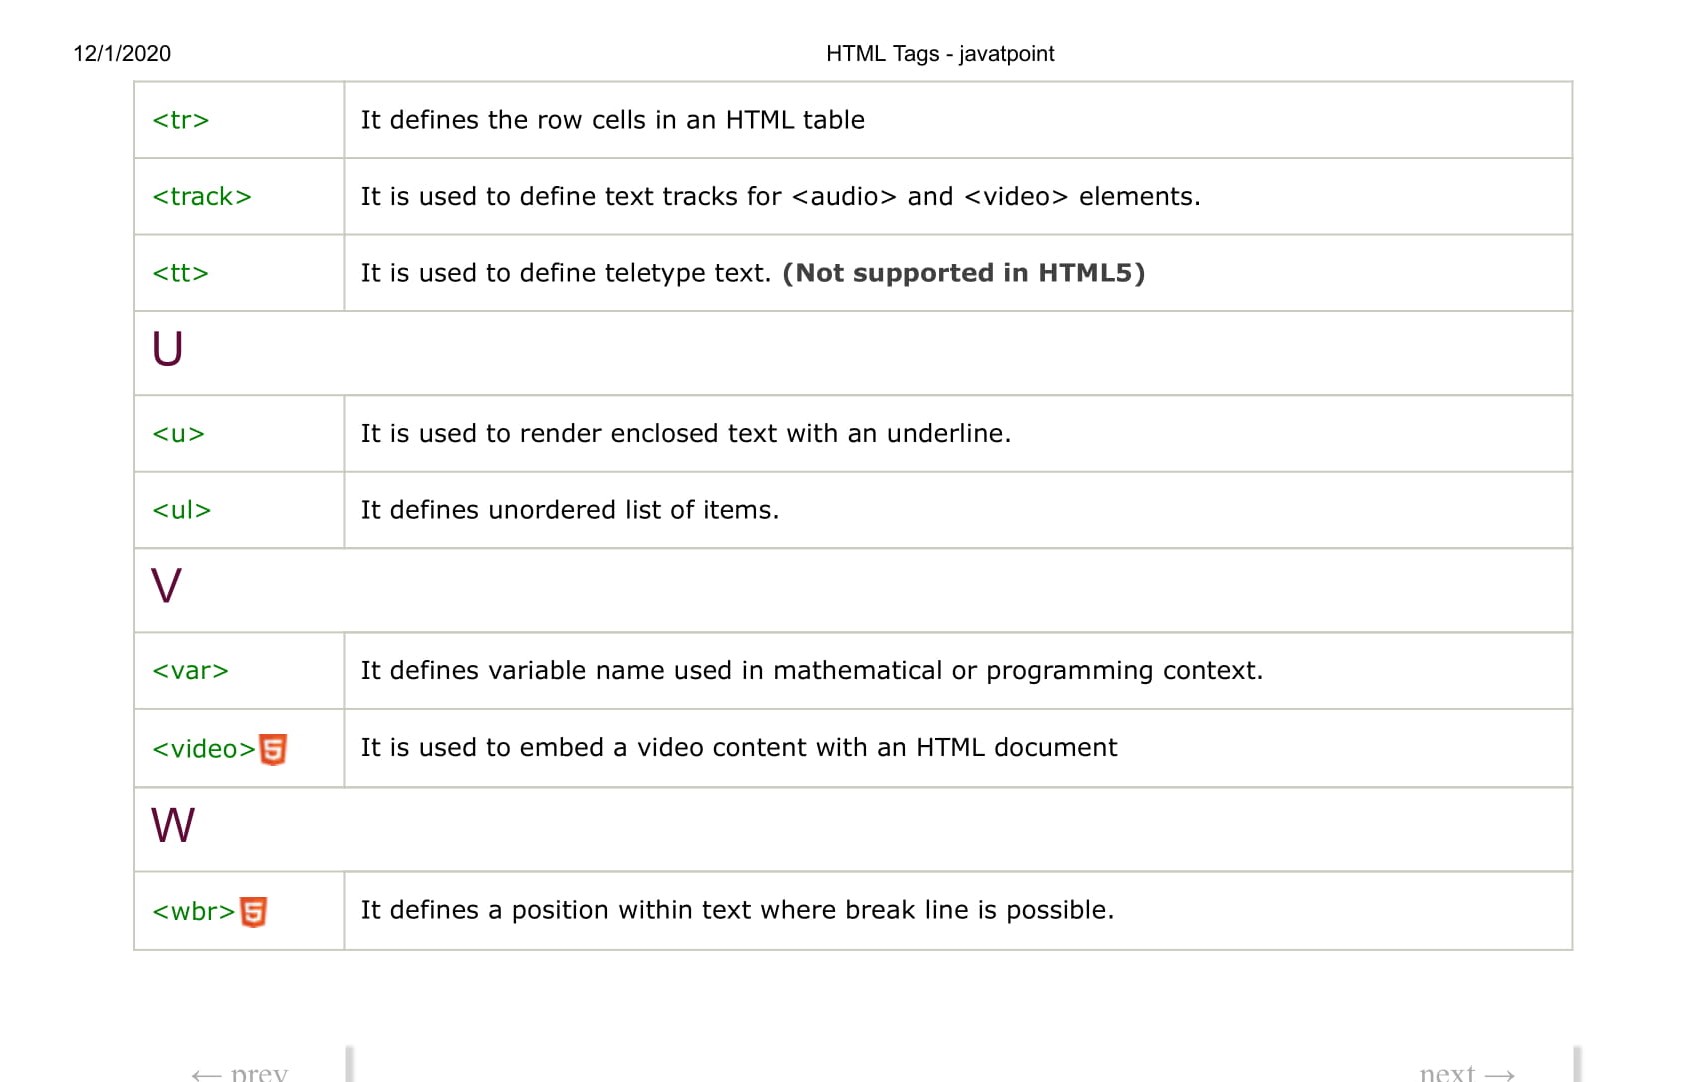 12/1/2020 HTML Tags - javatpoint
<tr> It defines the row cells in an HTML table
<track> It is used to define text tracks for <audio> and <video> elements.
<tt> It is used to define teletype text. (Not supported in HTML5)
U
<u> It is used to render enclosed text with an underline.
<ul> It defines unordered list of items.
V
<var> It defines variable name used in mathematical or programming context.
<video>5 It is used to embed a video content with an HTML document
W
<wbr>5 It defines a position within text where break line is possible.
← prev next →